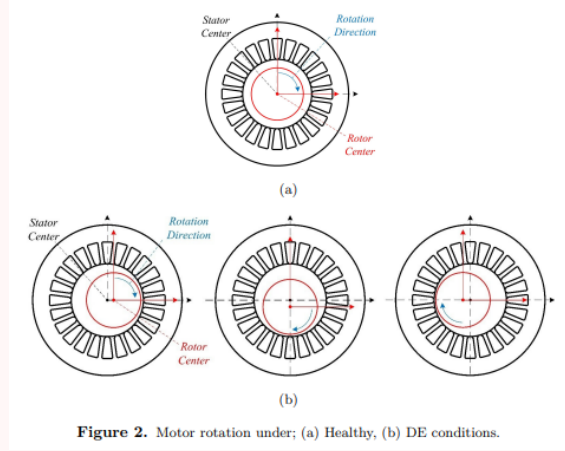 Stator
Center
Rotation
Direction
Rotor
Center
(a)
Stator
Center
Rotation
Direction
Rotor
Center
(b)
Figure 2. Motor rotation under; (a) Healthy, (b) DE conditions.